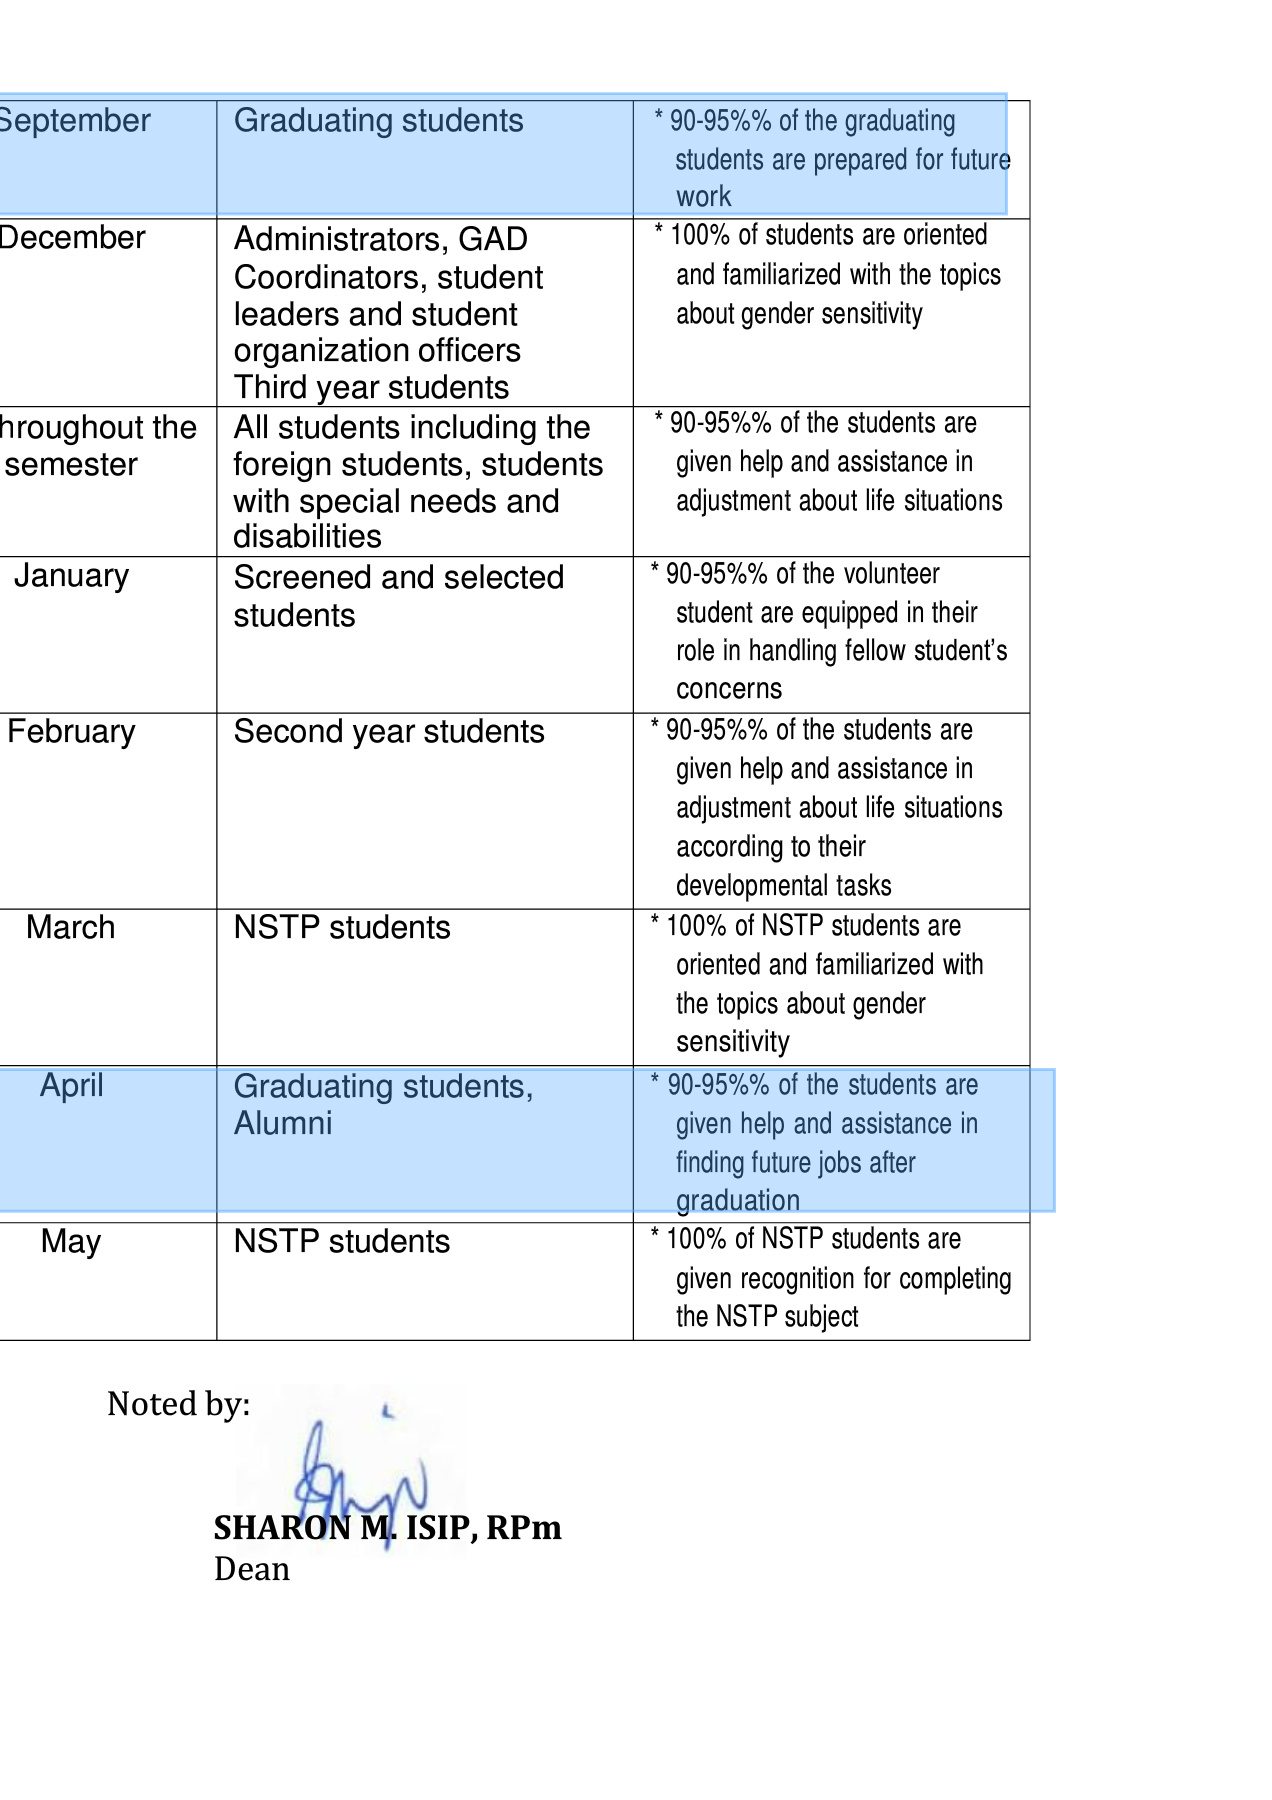 September
Graduating students
* 90-95%% of the graduating
students are prepared for future
work
December
Administrators, GAD
Coordinators, student
leaders and student
organization officers
Third year students
* 100% of students are oriented
and familiarized with the topics
about gender sensitivity
hroughout the
semester
All students including the
foreign students, students
with special needs and
disabilities
* 90-95%% of the students are
given help and assistance in
adjustment about life situations
January
Screened and selected
students
* 90-95%% of the volunteer
student are equipped in their
role in handling fellow student’s
concerns
February
Second year students
* 90-95%% of the students are
given help and assistance in
adjustment about life situations
according to their
developmental tasks
March
NSTP students
* 100% of NSTP students are
oriented and familiarized with
the topics about gender
sensitivity
April
Graduating students,
Alumni
* 90-95%% of the students are
given help and assistance in
finding future jobs after
graduation
May
NSTP students
* 100% of NSTP students are
given recognition for completing
the NSTP subject
Noted by:
SHARON M. ISIP, RPm
Dean